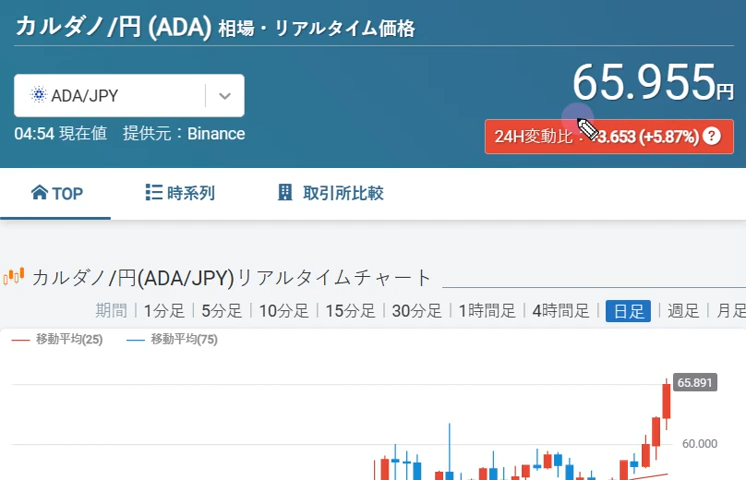 カルダノ/円 (ADA) 相場・リアルタイム価格
ADA/JPY
65.955円
04:54 現在値 提供元：Binance
24H変動比： 3.653 (+5.87%) ?
TOP
時系列
取引所比較
カルダノ/円(ADA/JPY)リアルタイムチャート
期間 | 1分足 | 5分足 | 10分足 | 15分足 | 30分足 | 1時間足 | 4時間足 | 日足 | 週足 | 月足
移動平均(25) 移動平均(75)
65.891
60.000